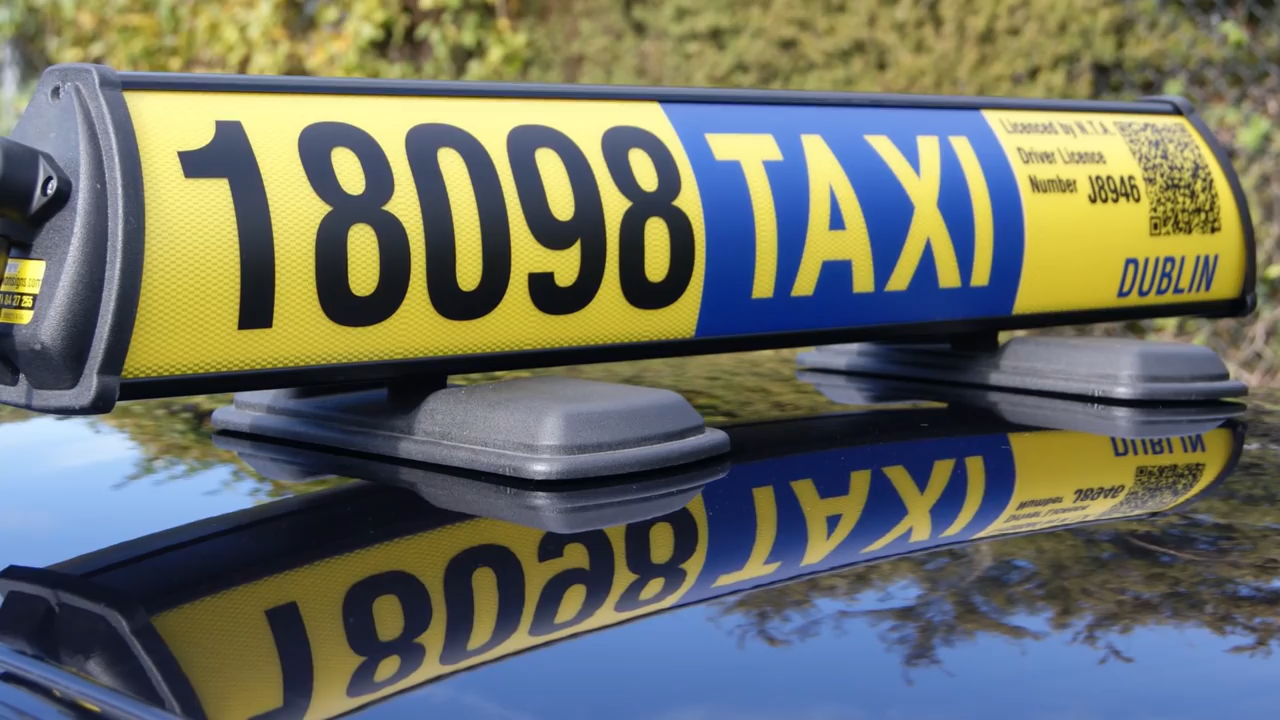 18098
TAXI
Licenced by N.T.A.
Driver Licence
Number J8946
DUBLIN